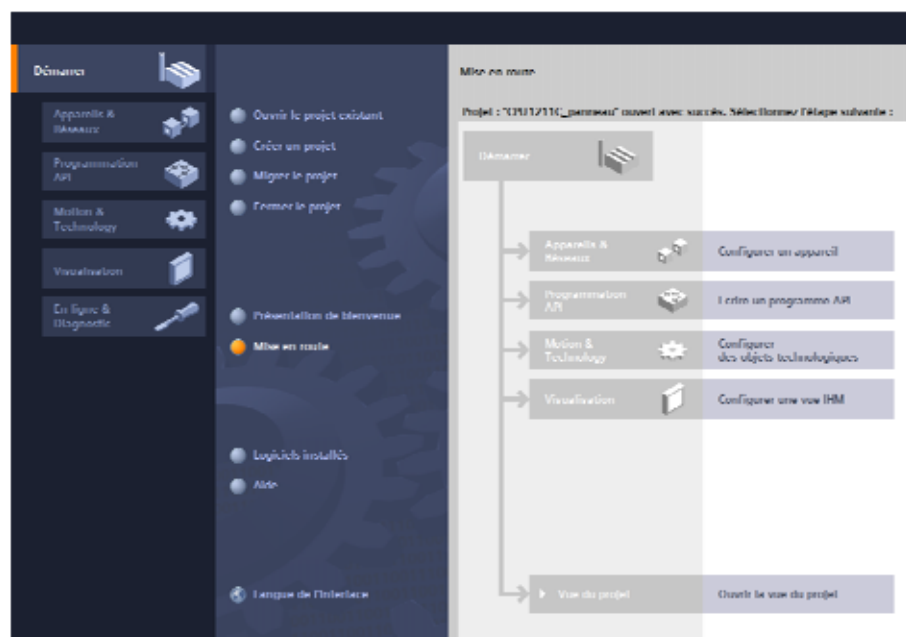 Démarrer
Appareils &
Réseaux
Programmation
API
Motion &
Technology
Visualisation
En ligne &
Diagnostic
Ouvrir le projet existant
Créer un projet
Migrer le projet
Fermer le projet
Présentation de bienvenue
Mise en route
Logiciels installés
Aide
Langue de l'interface
Mise en route
Projet : "CPU1211C_panneau" ouvert avec succès. Sélectionnez l'étape suivante :
Démarrer
Appareils &
Réseaux
Configurer un appareil
Programmation
API
Ecrire un programme API
Motion &
Technology
Configurer
des objets technologiques
Visualisation
Configurer une vue IHM
Vue du projet
Ouvrir la vue du projet